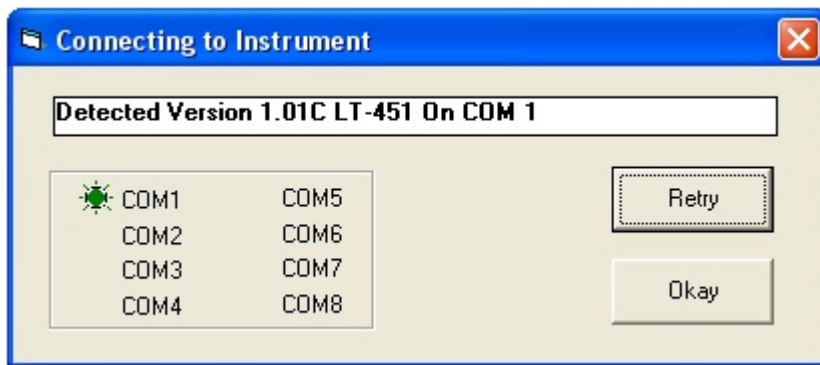 Connecting to Instrument
Detected Version 1.01C LT-451 On COM 1
COM1
COM2
COM3
COM4
COM5
COM6
COM7
COM8
Retry
Okay